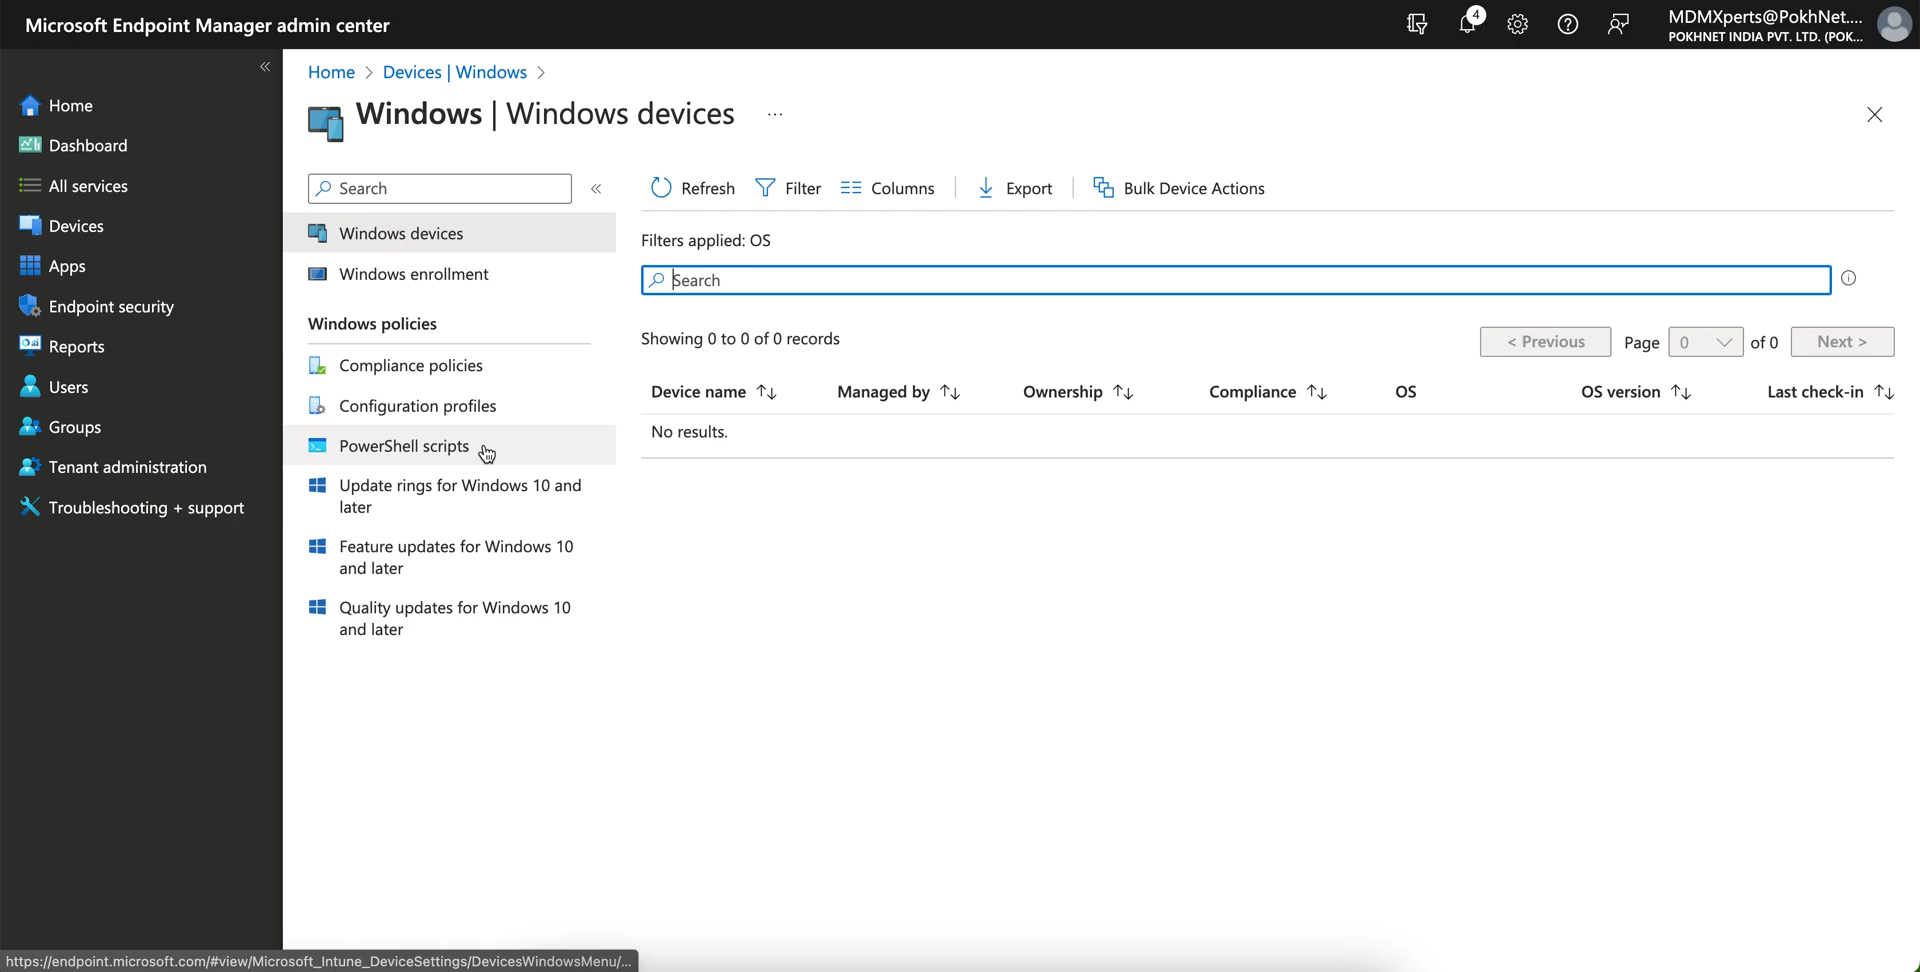 Microsoft Endpoint Manager admin center
4
MDMXperts@PokhNet....
POKHNET INDIA PVT. LTD. (POK...
«
Home
Dashboard
All services
Devices
Apps
Endpoint security
Reports
Users
Groups
Tenant administration
Troubleshooting + support
Home > Devices | Windows >
Windows | Windows devices ...
Search «
Windows devices
Windows enrollment
Windows policies
Compliance policies
Configuration profiles
PowerShell scripts
Update rings for Windows 10 and
later
Feature updates for Windows 10
and later
Quality updates for Windows 10
and later
Refresh Filter Columns Export Bulk Device Actions
Filters applied: OS
Search
Showing 0 to 0 of 0 records
< Previous Page 0 of 0 Next >
Device name ↑↓ Managed by ↑↓ Ownership ↑↓ Compliance ↑↓ OS OS version ↑↓ Last check-in ↑↓
No results.
https://endpoint.microsoft.com/#view/Microsoft_Intune_DeviceSettings/DevicesWindowsMenu/...